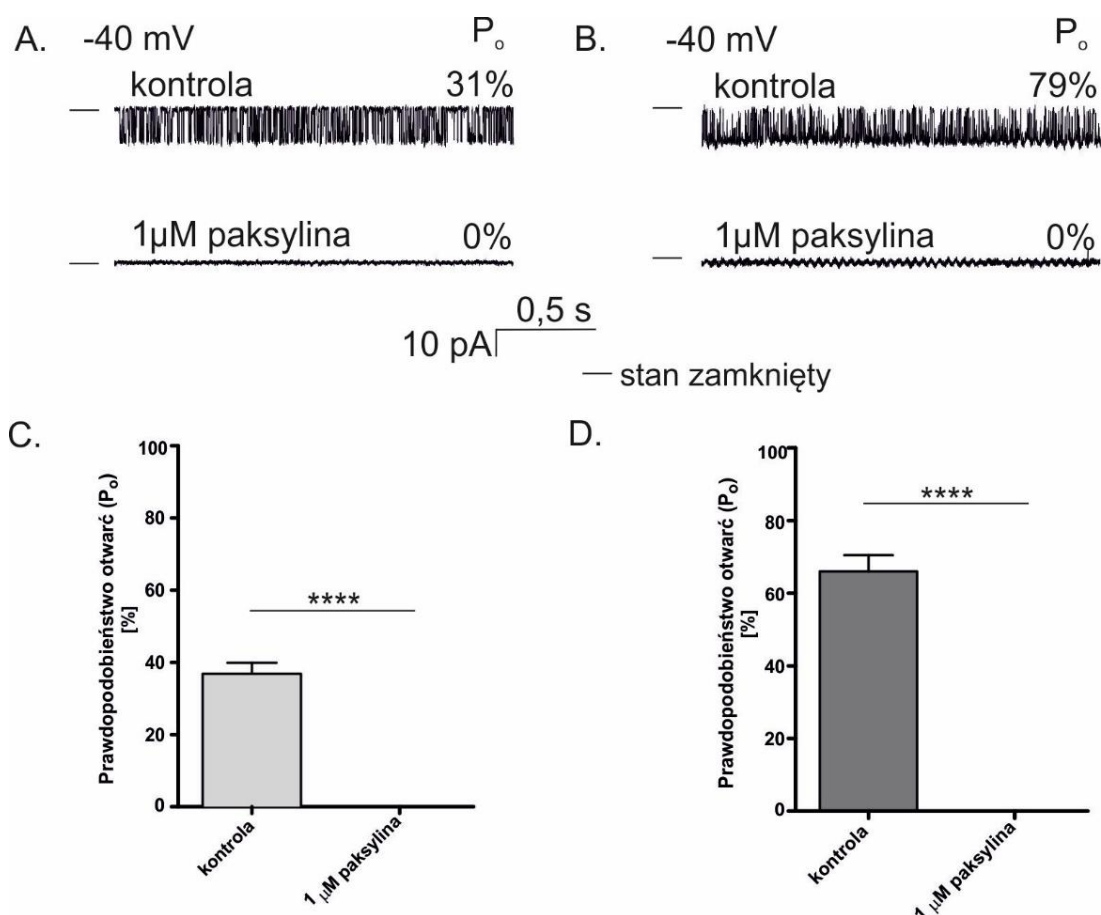 A.
-40 mV
Pₒ
kontrola
31%
1µM paksylina
0%
B.
-40 mV
Pₒ
kontrola
79%
1µM paksylina
0%
0,5 s
10 pA
stan zamknięty
C.
Prawdopodobieństwo otwarć (Pₒ)
[%]
100
80
60
40
20
0
****
kontrola
1 µM paksylina
D.
Prawdopodobieństwo otwarć (Pₒ)
[%]
100
80
60
40
20
0
****
kontrola
1 µM paksylina